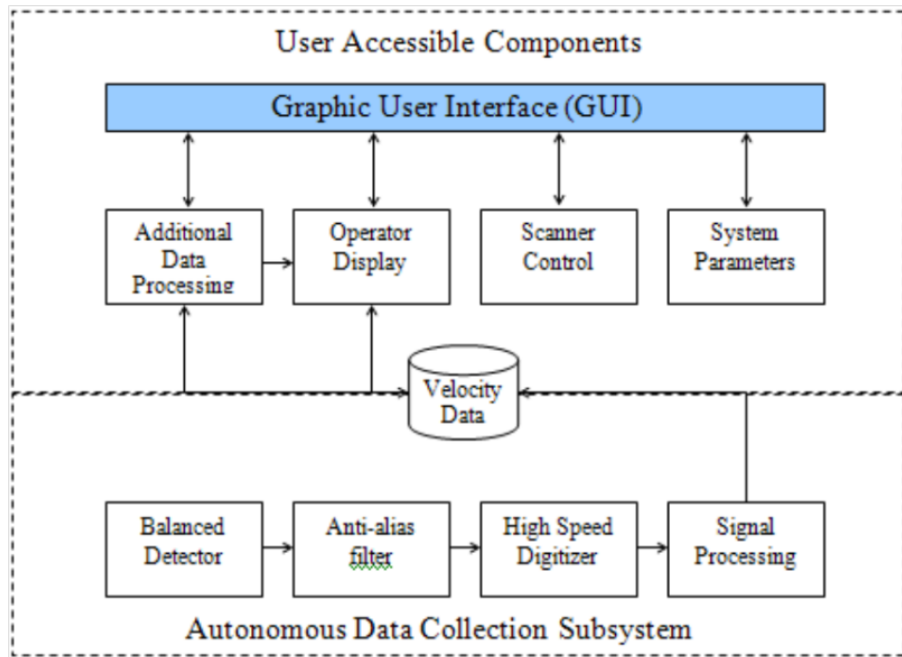 User Accessible Components
Graphic User Interface (GUI)
Additional
Data
Processing
Operator
Display
Scanner
Control
System
Parameters
Velocity
Data
Balanced
Detector
Anti-alias
filter
High Speed
Digitizer
Signal
Processing
Autonomous Data Collection Subsystem